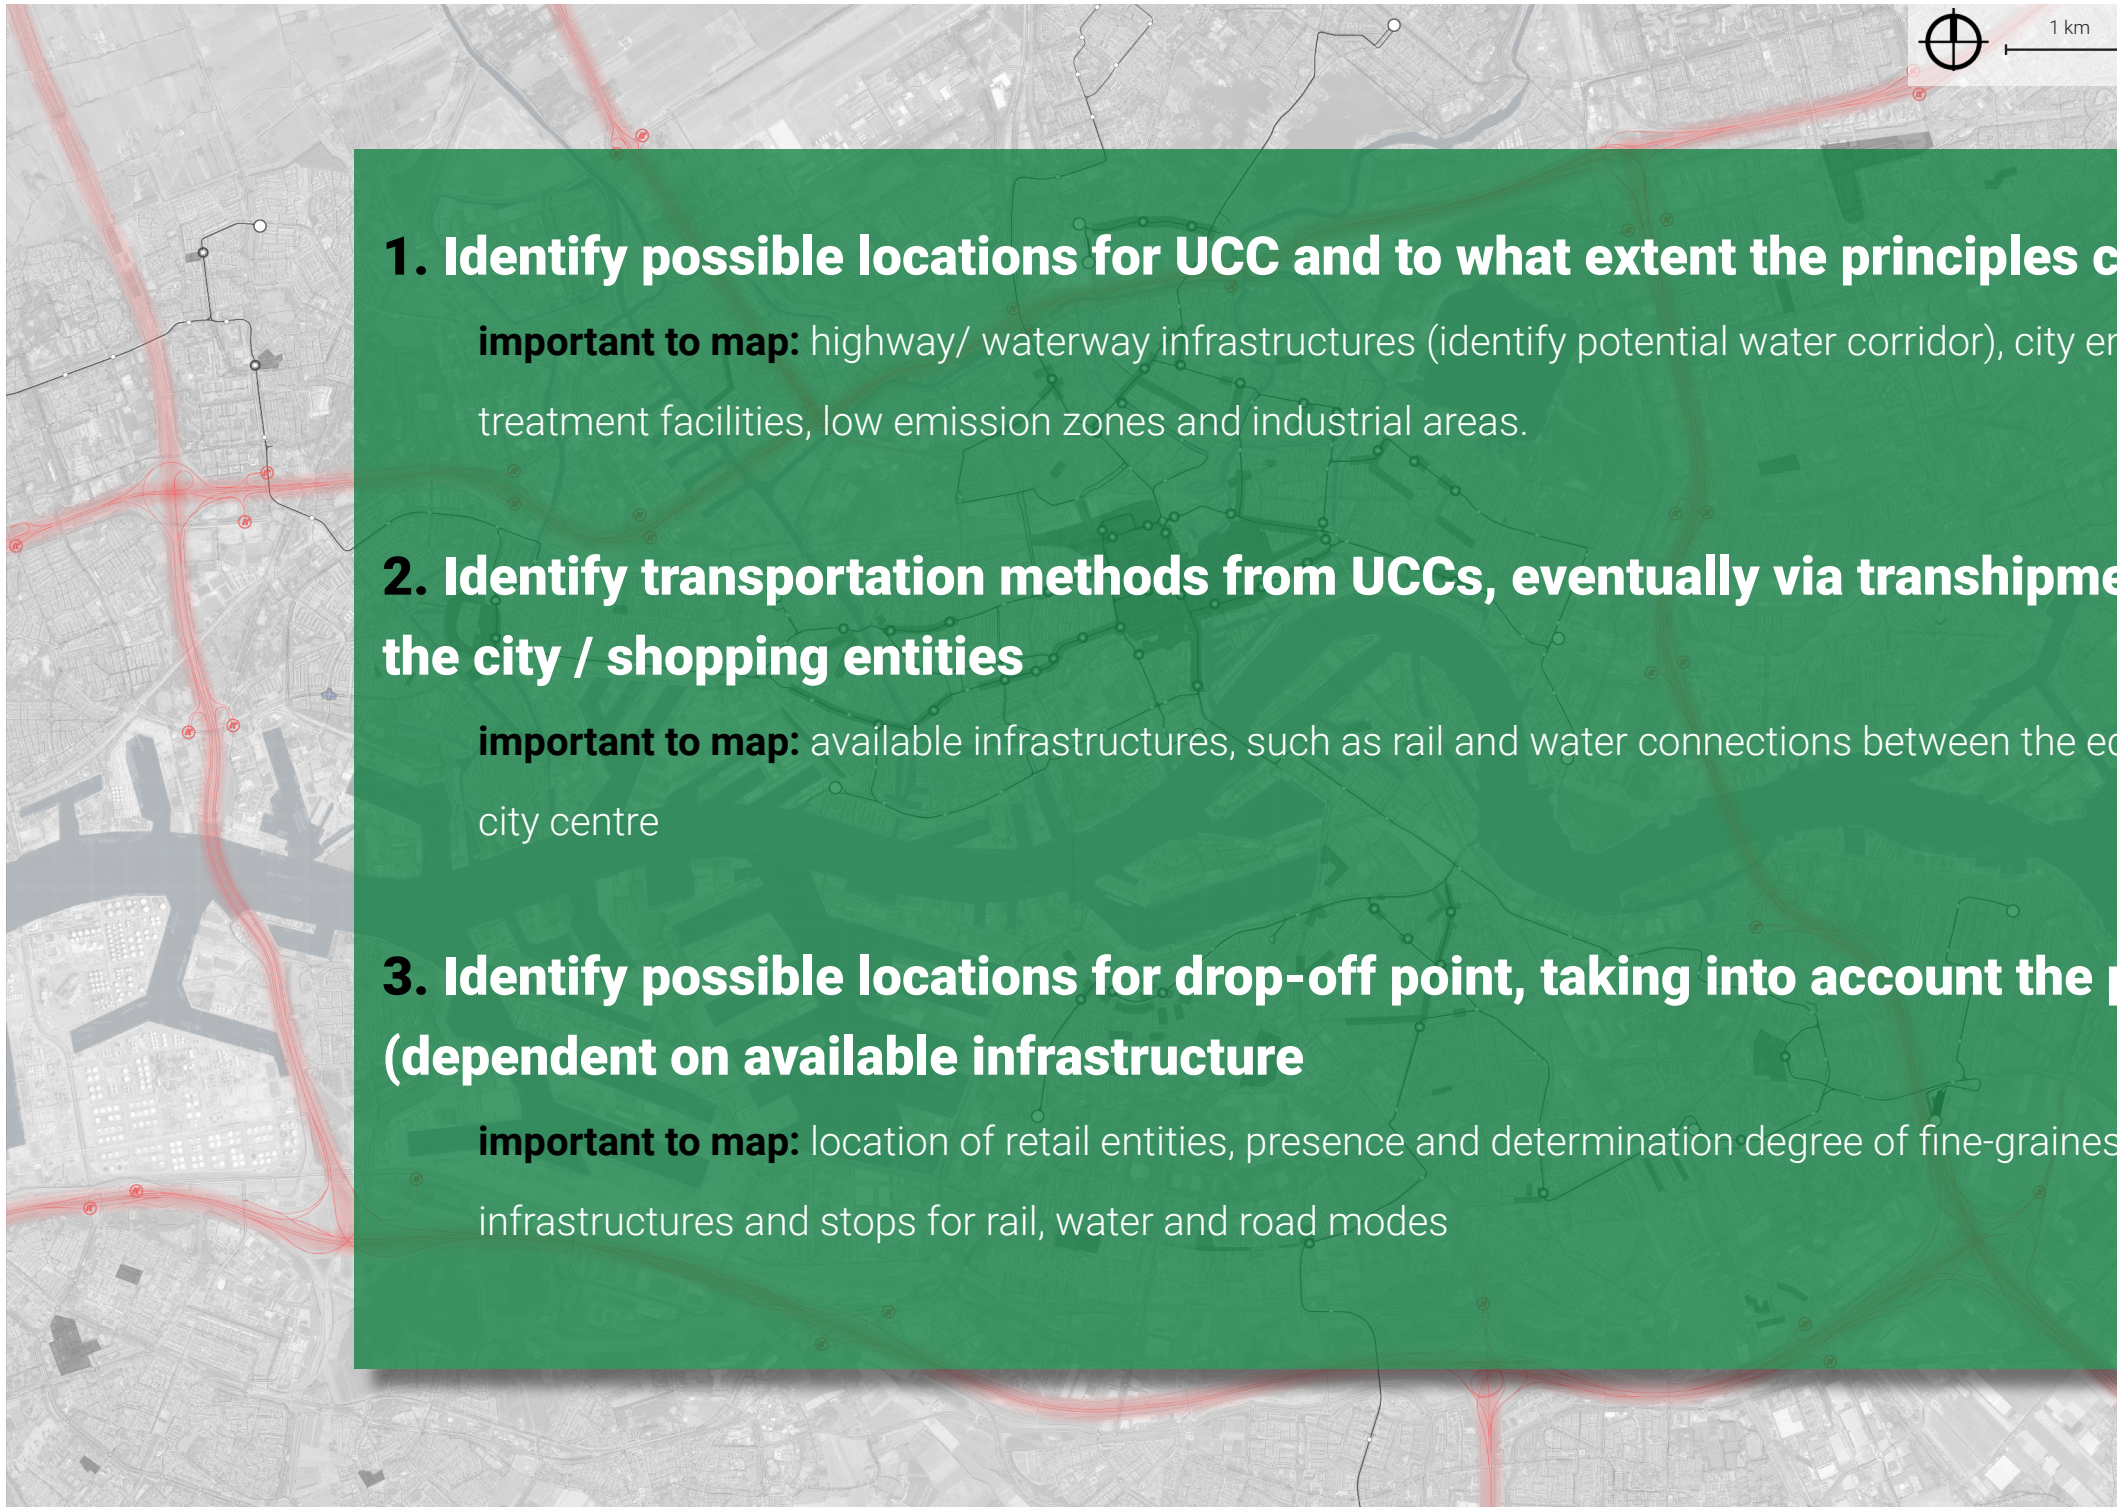 1 km
1. Identify possible locations for UCC and to what extent the principles
important to map: highway/ waterway infrastructures (identify potential water corridor), city
treatment facilities, low emission zones and industrial areas.
2. Identify transportation methods from UCCs, eventually via
the city / shopping entities
important to map: available infrastructures, such as rail and water connections between the
city centre
3. Identify possible locations for drop-off point, taking into account the
(dependent on available infrastructure
important to map: location of retail entities, presence and determination degree of fine-graines
infrastructures and stops for rail, water and road modes